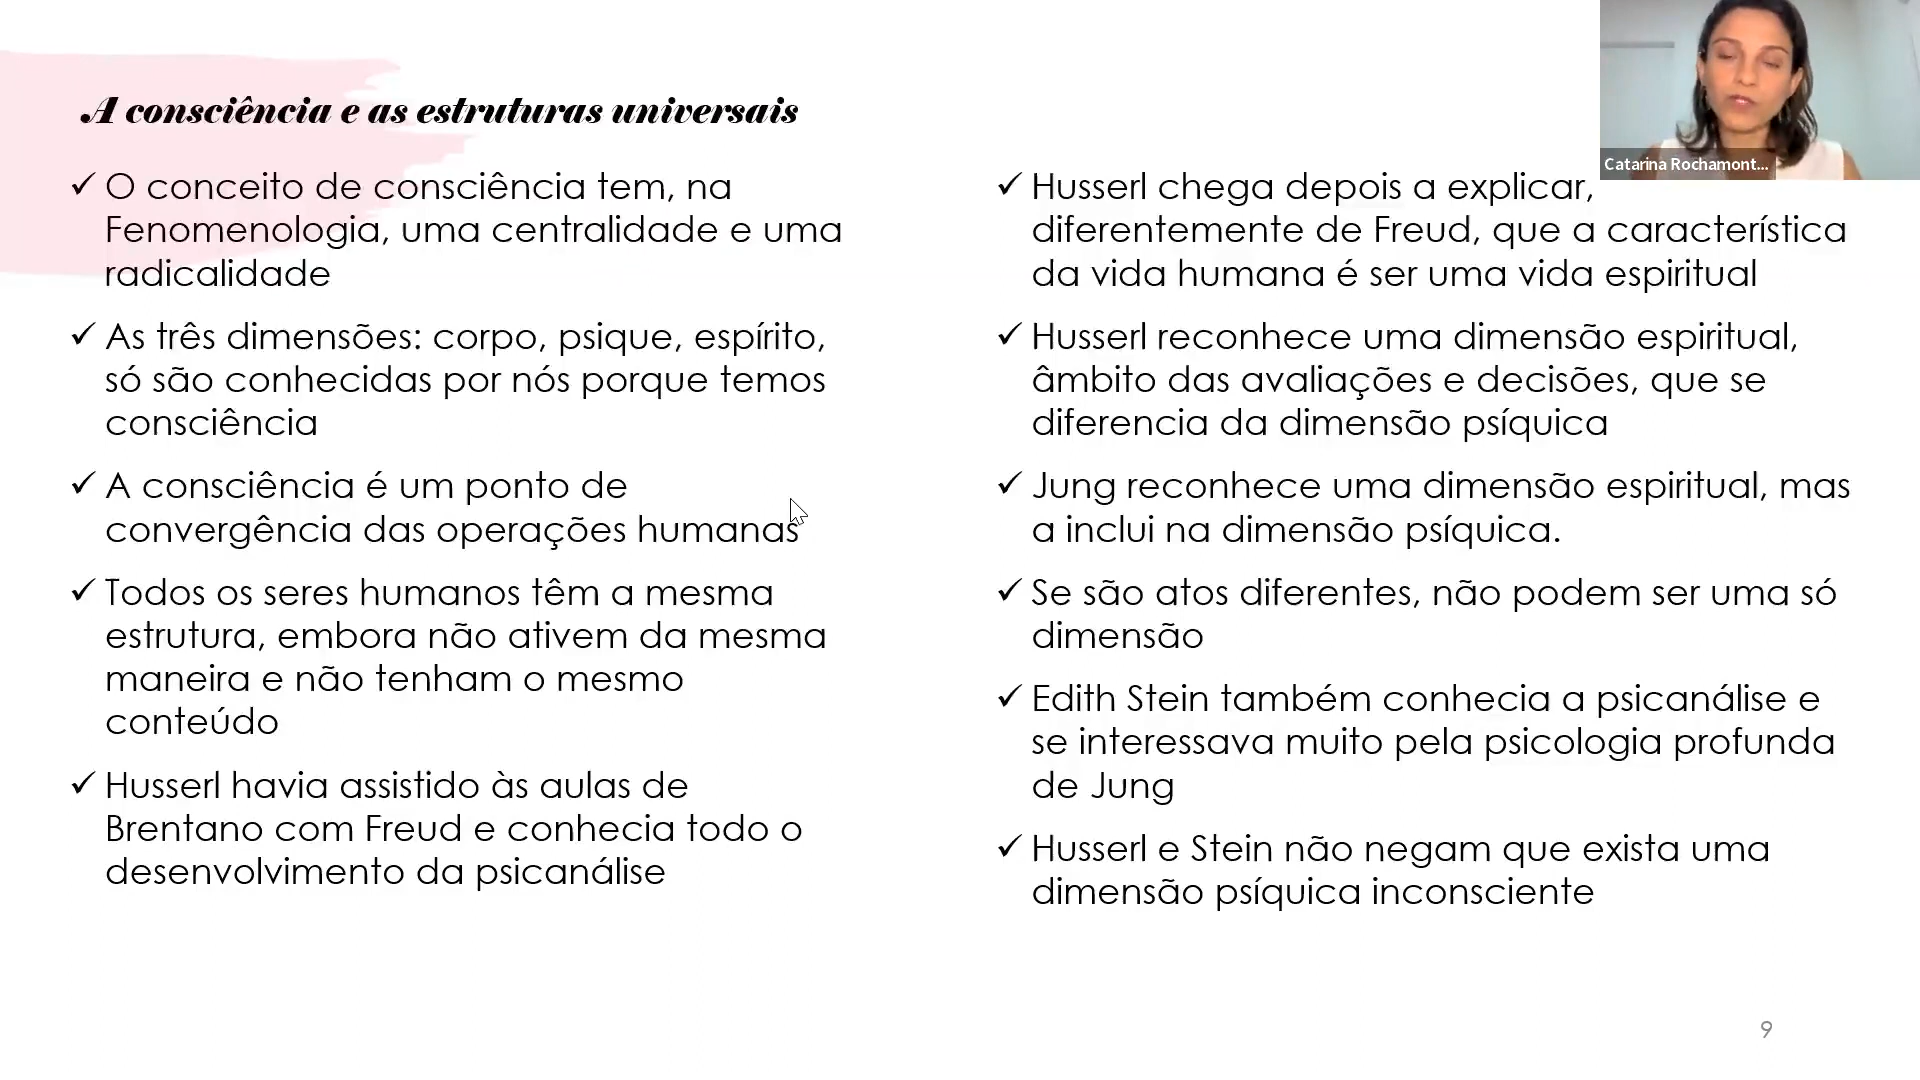 A consciência e as estruturas universais
✓ O conceito de consciência tem, na
Fenomenologia, uma centralidade e uma
radicalidade
✓ As três dimensões: corpo, psique, espírito,
só são conhecidas por nós porque temos
consciência
✓ A consciência é um ponto de
convergência das operações humanas
✓ Todos os seres humanos têm a mesma
estrutura, embora não ativem da mesma
maneira e não tenham o mesmo
conteúdo
✓ Husserl havia assistido às aulas de
Brentano com Freud e conhecia todo o
desenvolvimento da psicanálise
Catarina Rochamont...
✓ Husserl chega depois a explicar,
diferentemente de Freud, que a característica
da vida humana é ser uma vida espiritual
✓ Husserl reconhece uma dimensão espiritual,
âmbito das avaliações e decisões, que se
diferencia da dimensão psíquica
✓ Jung reconhece uma dimensão espiritual, mas
a inclui na dimensão psíquica.
✓ Se são atos diferentes, não podem ser uma só
dimensão
✓ Edith Stein também conhecia a psicanálise e
se interessava muito pela psicologia profunda
de Jung
✓ Husserl e Stein não negam que exista uma
dimensão psíquica inconsciente
9